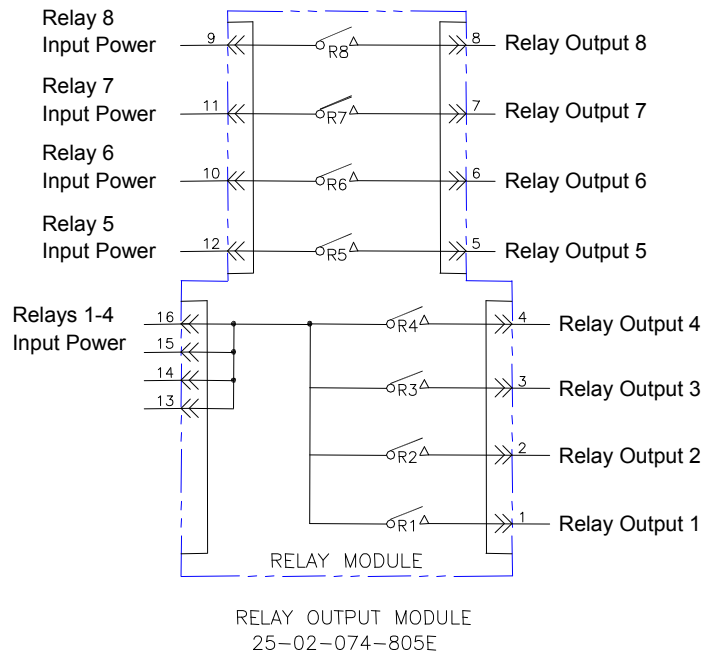 Relay 8
Input Power
9
R8
8
Relay Output 8
Relay 7
Input Power
11
R7
7
Relay Output 7
Relay 6
Input Power
10
R6
6
Relay Output 6
Relay 5
Input Power
12
R5
5
Relay Output 5
Relays 1-4
Input Power
16
15
14
13
R4
4
Relay Output 4
R3
3
Relay Output 3
R2
2
Relay Output 2
R1
1
Relay Output 1
RELAY MODULE
RELAY OUTPUT MODULE
25-02-074-805E